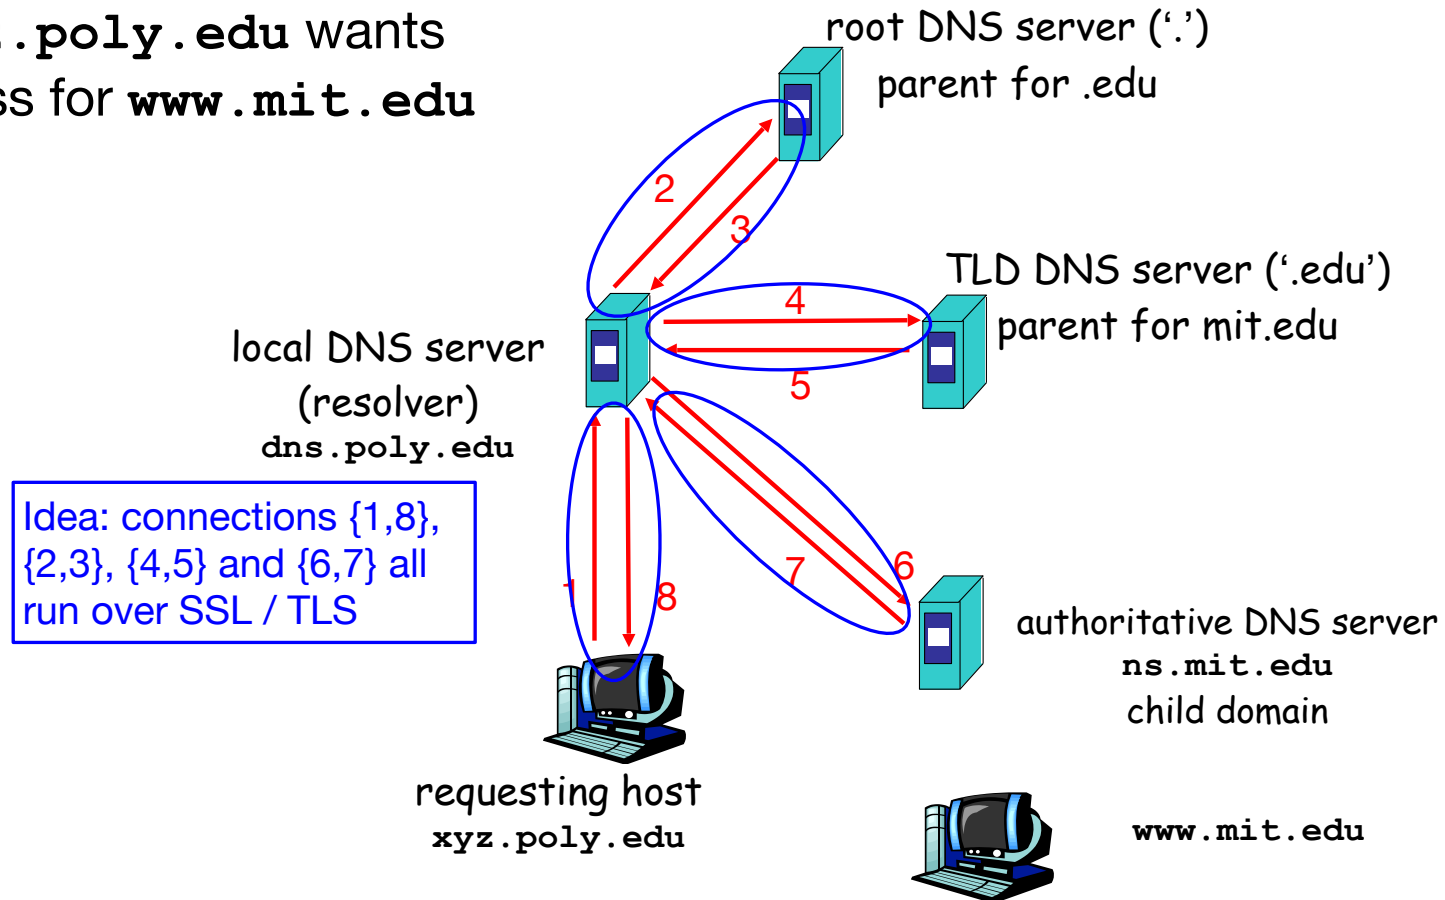 .poly.edu wants
ss for www.mit.edu
root DNS server (‘.’)
parent for .edu
2
3
TLD DNS server (‘.edu’)
parent for mit.edu
4
5
local DNS server
(resolver)
dns.poly.edu
Idea: connections {1,8},
{2,3}, {4,5} and {6,7} all
run over SSL / TLS
7
6
1
8
authoritative DNS server
ns.mit.edu
child domain
requesting host
xyz.poly.edu
www.mit.edu